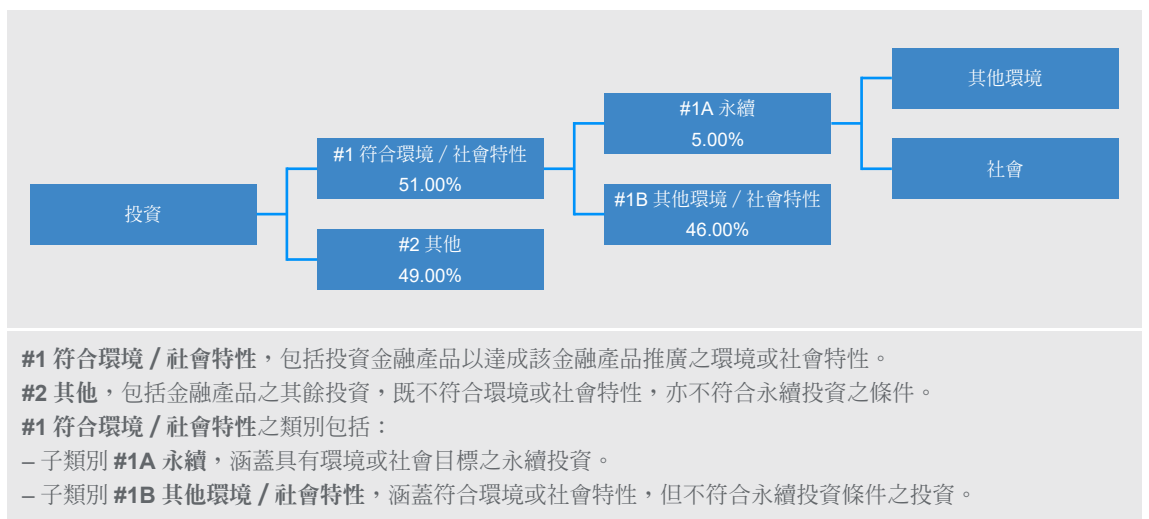 投資
#1 符合環境 / 社會特性
51.00%
#2 其他
49.00%
#1A 永續
5.00%
#1B 其他環境 / 社會特性
46.00%
其他環境
社會
#1 符合環境 / 社會特性，包括投資金融產品以達成該金融產品推廣之環境或社會特性。
#2 其他，包括金融產品之其餘投資，既不符合環境或社會特性，亦不符合永續投資之條件。
#1 符合環境 / 社會特性之類別包括：
– 子類別 #1A 永續，涵蓋具有環境或社會目標之永續投資。
– 子類別 #1B 其他環境 / 社會特性，涵蓋符合環境或社會特性，但不符合永續投資條件之投資。